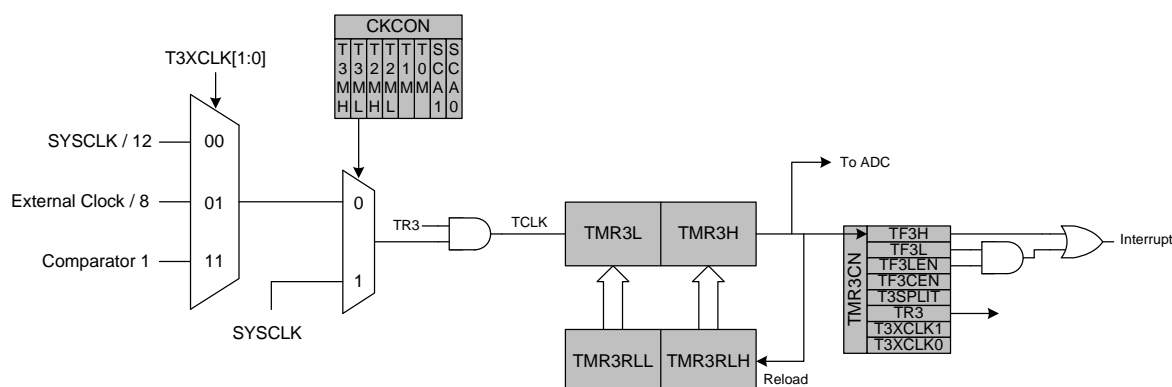 CKCON
T3MH T3ML T2MH T2ML T1M T0M SCA1 SCA0
T3XCLK[1:0]
SYSCLK / 12
00
External Clock / 8
01
Comparator 1
11
0
1
SYSCLK
TR3
TCLK
TMR3L
TMR3H
To ADC
TMR3RLL
TMR3RLH
Reload
TMR3CN
TF3H
TF3L
TF3LEN
TF3CEN
T3SPLIT
TR3
T3XCLK1
T3XCLK0
Interrupt